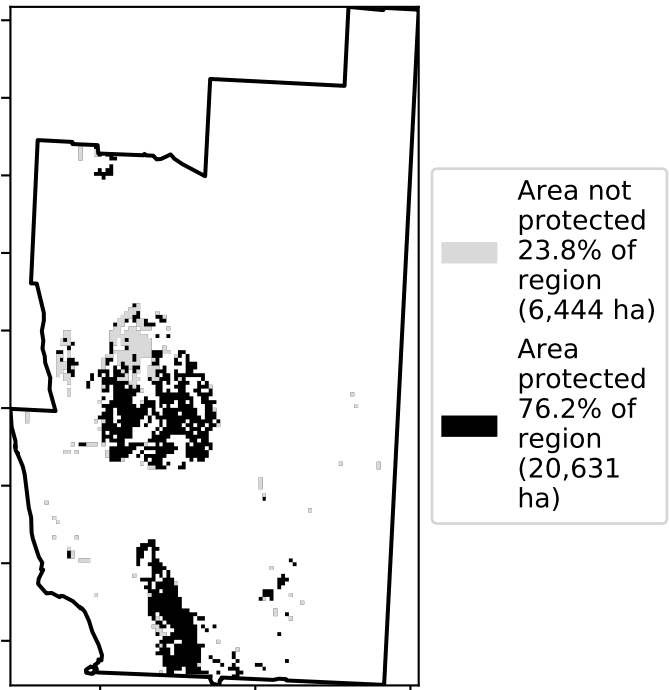 Area not
protected
23.8% of
region
(6,444 ha)
Area
protected
76.2% of
region
(20,631
ha)